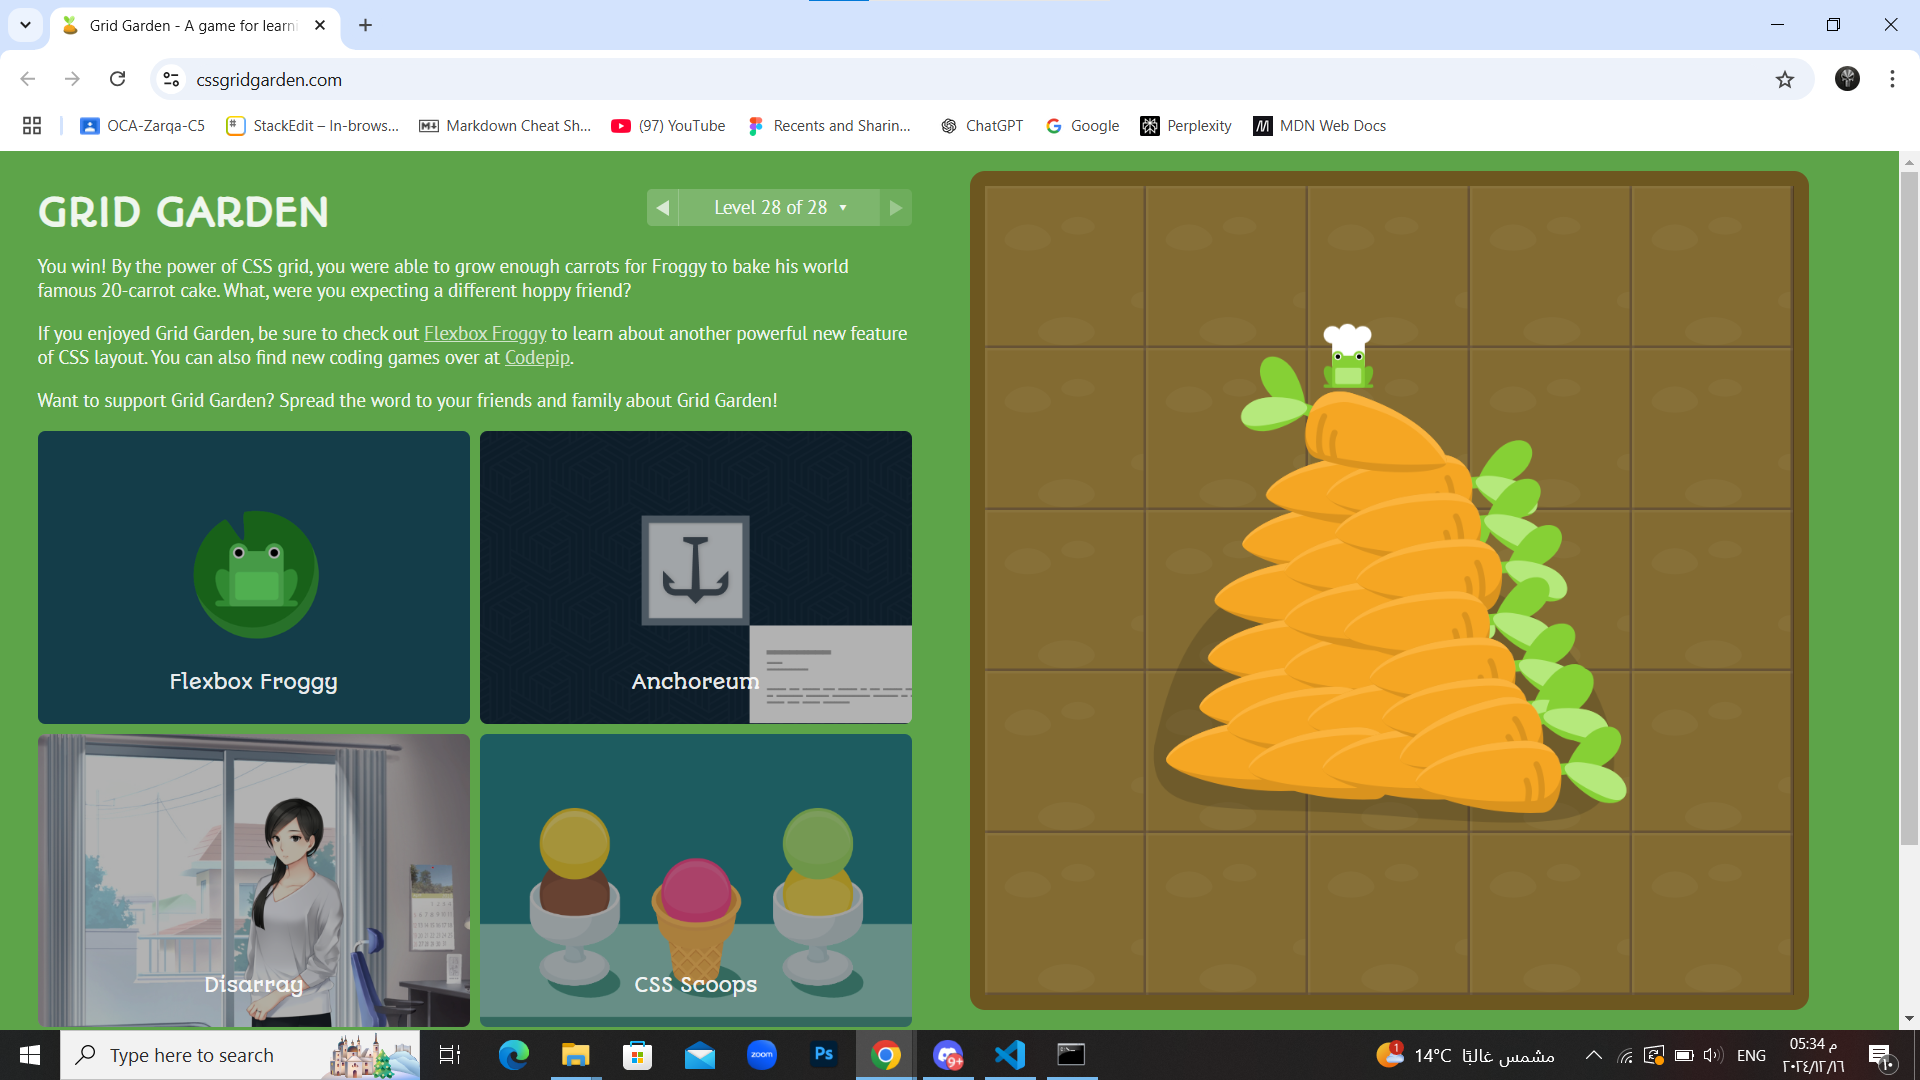 Grid Garden - A game for learni
cssgridgarden.com
OCA-Zarqa-C5
StackEdit – In-brows...
Markdown Cheat Sh...
(97) YouTube
Recents and Sharin...
ChatGPT
Google
Perplexity
MDN Web Docs
GRID GARDEN
Level 28 of 28
You win! By the power of CSS grid, you were able to grow enough carrots for Froggy to bake his world
famous 20-carrot cake. What, were you expecting a different hoppy friend?
If you enjoyed Grid Garden, be sure to check out Flexbox Froggy to learn about another powerful new feature
of CSS layout. You can also find new coding games over at Codepip.
Want to support Grid Garden? Spread the word to your friends and family about Grid Garden!
Flexbox Froggy
Anchoreum
Disarray
CSS Scoops
Type here to search
zoom
Ps
9+
1
14°C مشمس غالبًا
ENG
05:34 م
٢٠٢٤/١٢/١٦
١٠